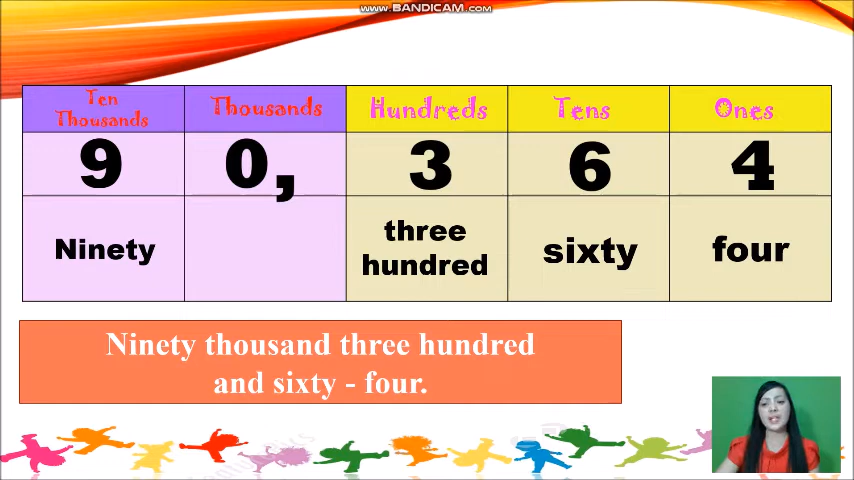 www.BANDICAM.com
Ten Thousands Thousands Hundreds Tens Ones
9 0, 3 6 4
Ninety three hundred sixty four
Ninety thousand three hundred
and sixty - four.